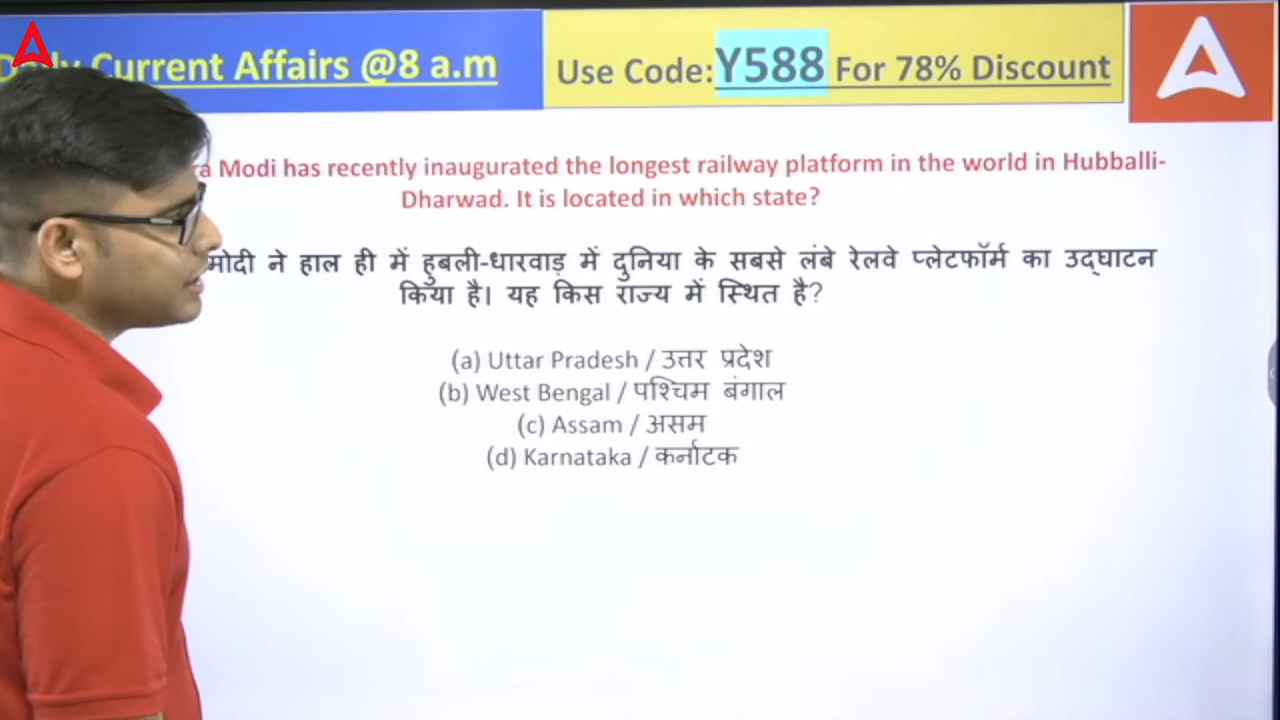 Current Affairs @8 a.m
Use Code:Y588 For 78% Discount
Modi has recently inaugurated the longest railway platform in the world in Hubballi-
Dharwad. It is located in which state?
मोदी ने हाल ही में हुबली-धारवाड़ में दुनिया के सबसे लंबे रेलवे प्लेटफॉर्म का उद्घाटन
किया है। यह किस राज्य में स्थित है?
(a) Uttar Pradesh / उत्तर प्रदेश
(b) West Bengal / पश्चिम बंगाल
(c) Assam / असम
(d) Karnataka / कर्नाटक